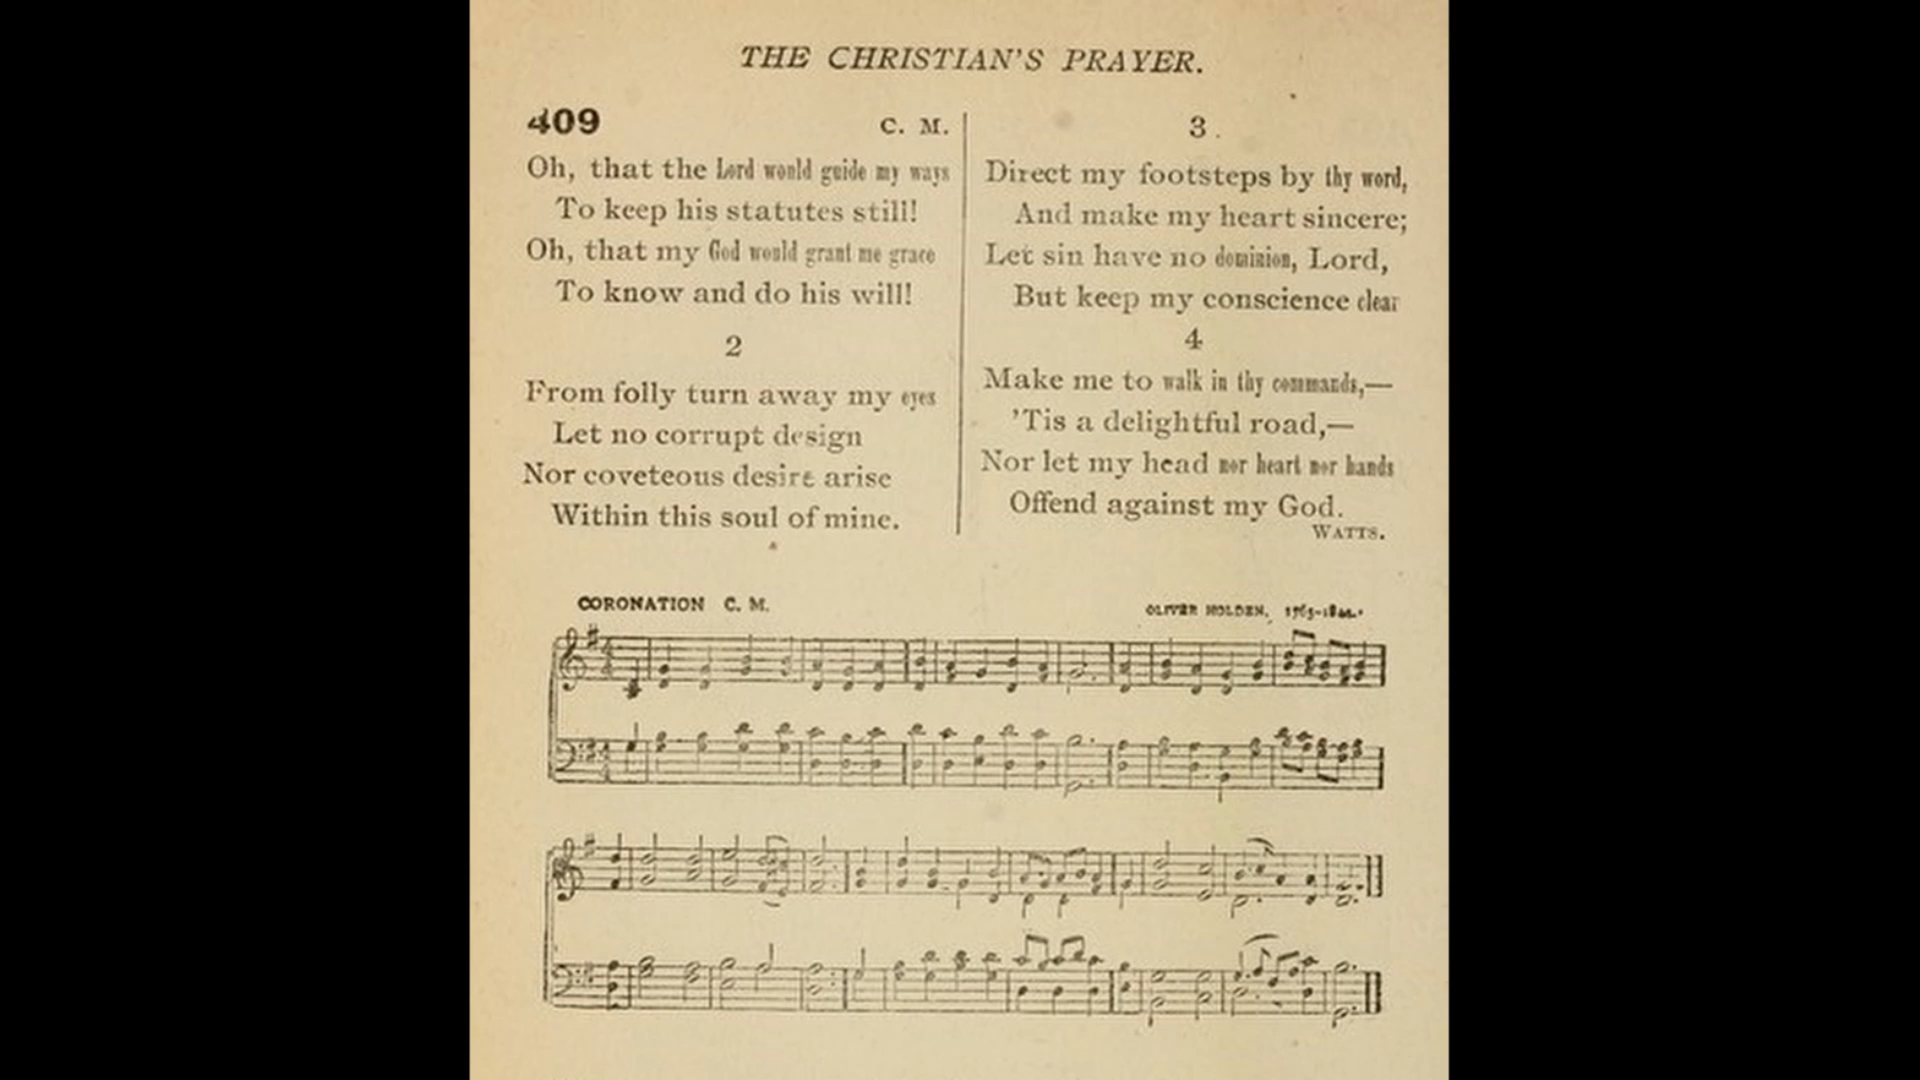 THE CHRISTIAN'S PRAYER.
409 C. M.
Oh, that the Lord would guide my ways
To keep his statutes still!
Oh, that my God would grant me grace
To know and do his will!
2
From folly turn away my eyes
Let no corrupt design
Nor coveteous desire arise
Within this soul of mine.
3.
Direct my footsteps by thy word,
And make my heart sincere;
Let sin have no dominion, Lord,
But keep my conscience clear
4
Make me to walk in thy commands,—
'Tis a delightful road,—
Nor let my head nor heart nor hands
Offend against my God.
WATTS.
CORONATION C. M.
OLIVER HOLDEN,